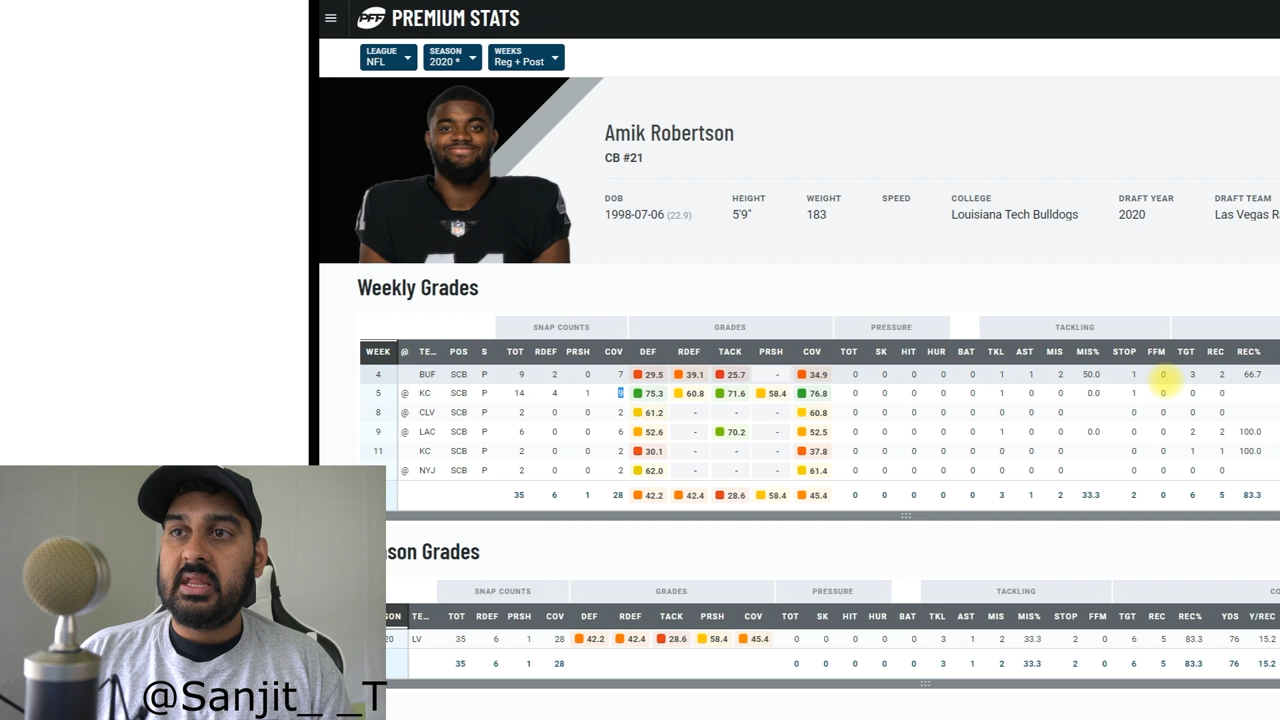 PFF PREMIUM STATS
LEAGUE
NFL
SEASON
2020 *
WEEKS
Reg + Post
Amik Robertson
CB #21
DOB HEIGHT WEIGHT SPEED COLLEGE DRAFT YEAR DRAFT TEAM
1998-07-06 (22.9) 5'9" 183 Louisiana Tech Bulldogs 2020 Las Vegas R
Weekly Grades
SNAP COUNTS GRADES PRESSURE TACKLING
WEEK @ TE... POS S TOT RDEF PRSH COV DEF RDEF TACK PRSH COV TOT SK HIT HUR BAT TKL AST MIS MIS% STOP FFM TGT REC REC%
4 BUF SCB P 9 2 0 7 29.5 39.1 25.7 - 34.9 0 0 0 0 0 1 1 2 50.0 1 0 3 2 66.7
5 @ KC SCB P 14 4 1 9 75.3 60.8 71.6 58.4 76.8 0 0 0 0 0 1 0 0 0.0 1 0 0 0
8 @ CLV SCB P 2 0 0 2 61.2 - - - 60.8 0 0 0 0 0 0 0 0 0 0 0 0
9 @ LAC SCB P 6 0 0 6 52.6 - 70.2 - 52.5 0 0 0 0 0 1 0 0 0.0 0 0 2 2 100.0
11 KC SCB P 2 0 0 2 30.1 - - - 37.8 0 0 0 0 0 0 0 0 0 0 1 1 100.0
@ NYJ SCB P 2 0 0 2 62.0 - - - 61.4 0 0 0 0 0 0 0 0 0 0 0 0
35 6 1 28 42.2 42.4 28.6 58.4 45.4 0 0 0 0 0 3 1 2 33.3 2 0 6 5 83.3
son Grades
SNAP COUNTS GRADES PRESSURE TACKLING CO
SON TE... TOT RDEF PRSH COV DEF RDEF TACK PRSH COV TOT SK HIT HUR BAT TKL AST MIS MIS% STOP FFM TGT REC REC% YDS Y/REC
20 LV 35 6 1 28 42.2 42.4 28.6 58.4 45.4 0 0 0 0 0 3 1 2 33.3 2 0 6 5 83.3 76 15.2
35 6 1 28 0 0 0 0 0 3 1 2 33.3 2 0 6 5 83.3 76 15.2
@Sanjit_ _T